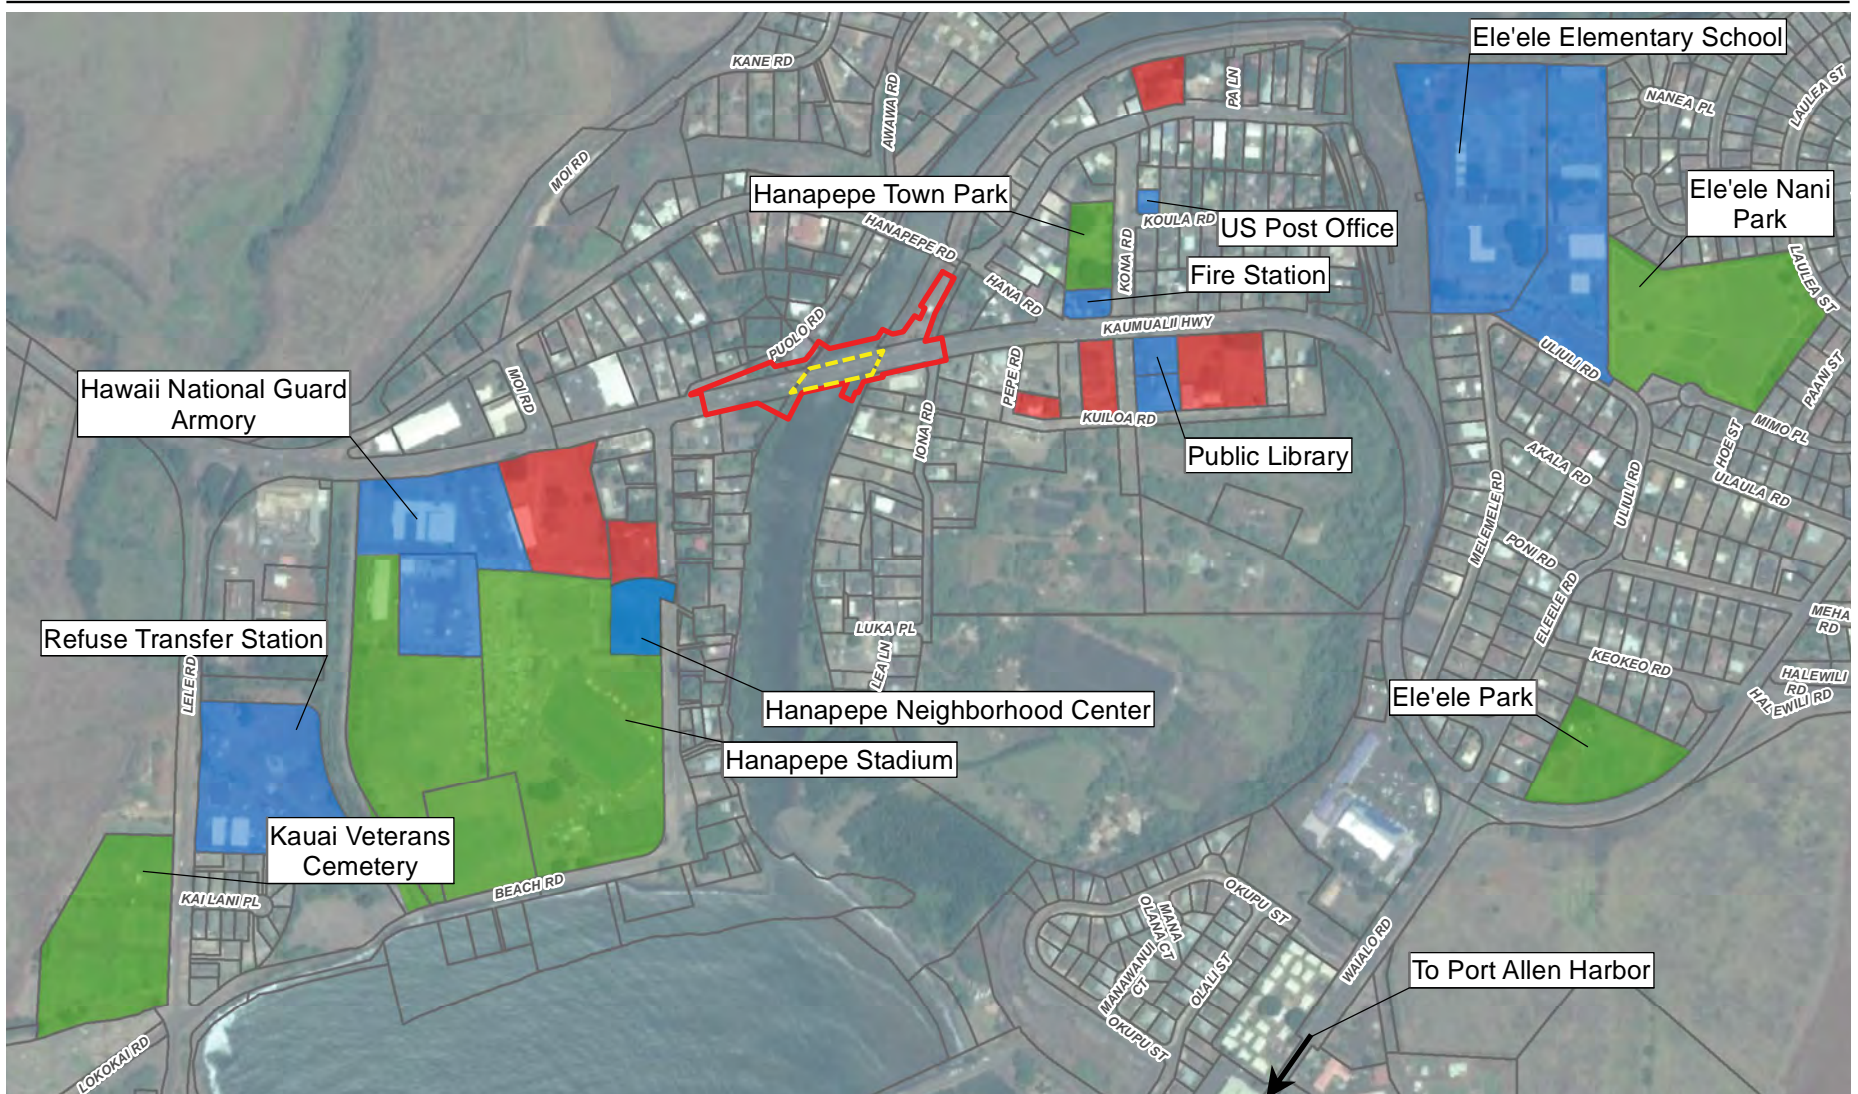 Ele'ele Elementary School
KANE RD
AWAWA RD
PA LN
NANEA PL
LAULEA ST
MOI RD
Hanapepe Town Park
Ele'ele Nani
Park
HANAPEPE RD
KOULA RD
US Post Office
KONA RD
Fire Station
HANA RD
LAULEA ST
PUOLO RD
KAUMUALII HWY
ULIULI RD
PAANI ST
Hawaii National Guard
Armory
MOI RD
PEPE RD
KUILOA RD
IONA RD
Public Library
HOE ST
MIMO PL
AKALA RD
ULAULA RD
ULIULI RD
MELEMELE RD
PONI RD
ELEELE RD
MEHA
RD
Refuse Transfer Station
LUKA PL
LEA LN
KEOKEO RD
HALEWILI
RD
HALEWILI RD
LELE RD
Hanapepe Neighborhood Center
Ele'ele Park
Hanapepe Stadium
Kauai Veterans
Cemetery
BEACH RD
KAI LANI PL
OKUPU ST
MANA
OLANA CT
MANAWANUI
CT
OLALI ST
WAIALO RD
To Port Allen Harbor
OKUPU ST
LOKOKAI RD